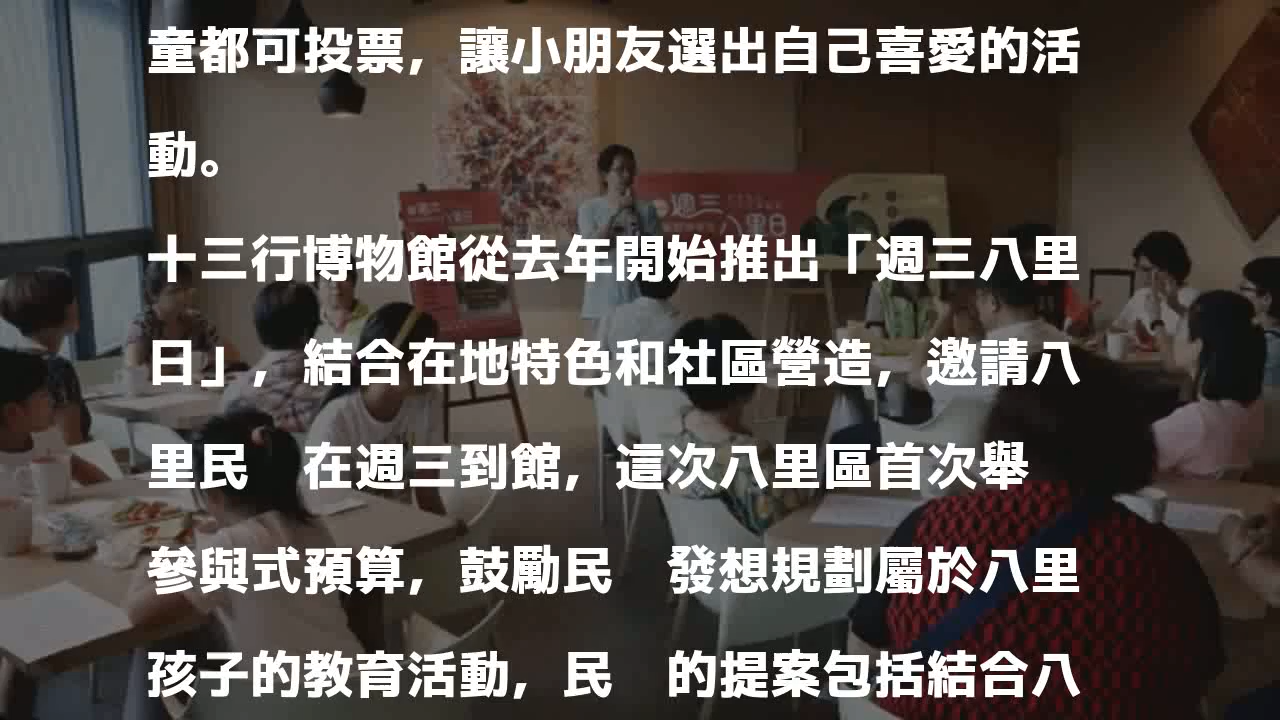 童都可投票，讓小朋友選出自己喜愛的活
動。
十三行博物館從去年開始推出「週三八里
日」，結合在地特色和社區營造，邀請八
里民　在週三到館，這次八里區首次舉
參與式預算，鼓勵民　發想規劃屬於八里
孩子的教育活動，民　的提案包括結合八
週三
八里日